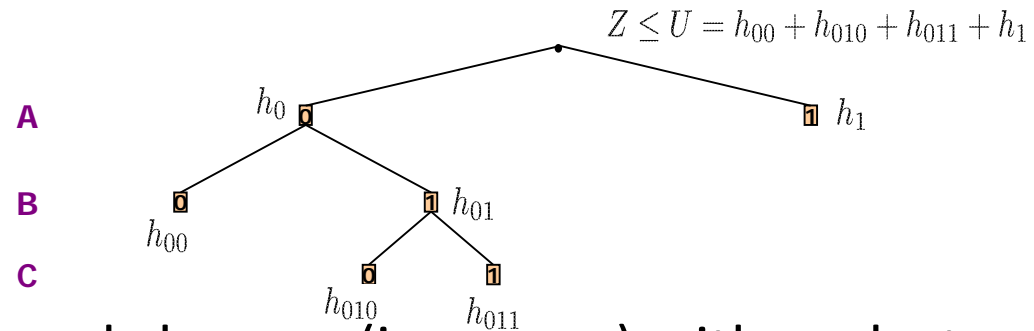 Z ≤ U = h₀₀ + h₀₁₀ + h₀₁₁ + h₁
A h₀ 0 1 h₁
B 0 1 h₀₁
h₀₀
C 0 1
h₀₁₀ h₀₁₁